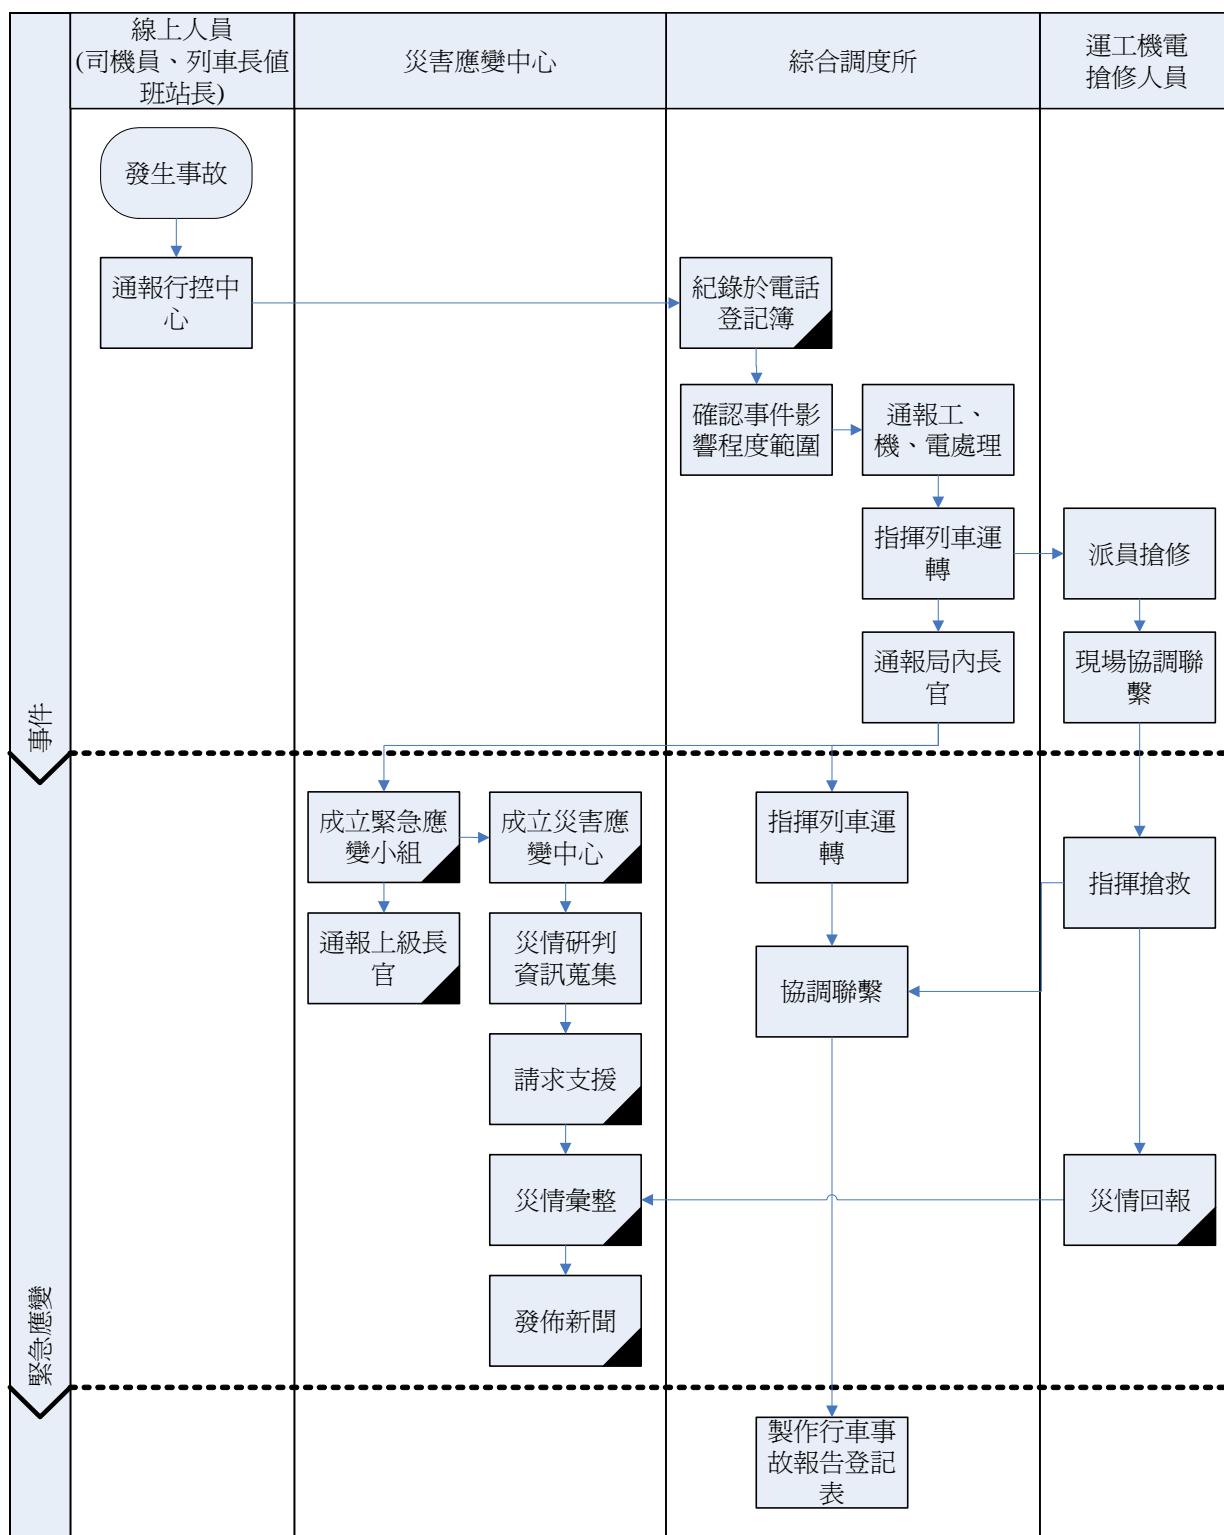 線上人員
(司機員、列車長值
班站長)
災害應變中心
綜合調度所
運工機電
搶修人員
發生事故
通報行控中
心
紀錄於電話
登記簿
確認事件影
響程度範圍
通報工、
機、電處理
指揮列車運
轉
派員搶修
通報局內長
官
現場協調聯
繫
事件
成立緊急應
變小組
成立災害應
變中心
指揮列車運
轉
指揮搶救
通報上級長
官
災情研判
資訊蒐集
協調聯繫
請求支援
災情彙整
災情回報
發佈新聞
緊急應變
製作行車事
故報告登記
表